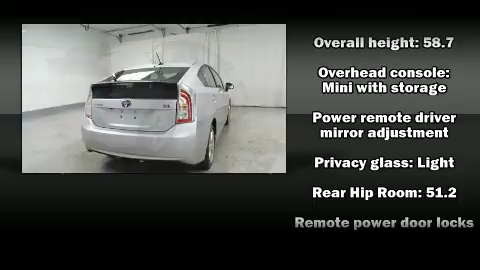 Overall height: 58.7
Overhead console:
Mini with storage
Power remote driver
mirror adjustment
Privacy glass: Light
Rear Hip Room: 51.2
Remote power door locks